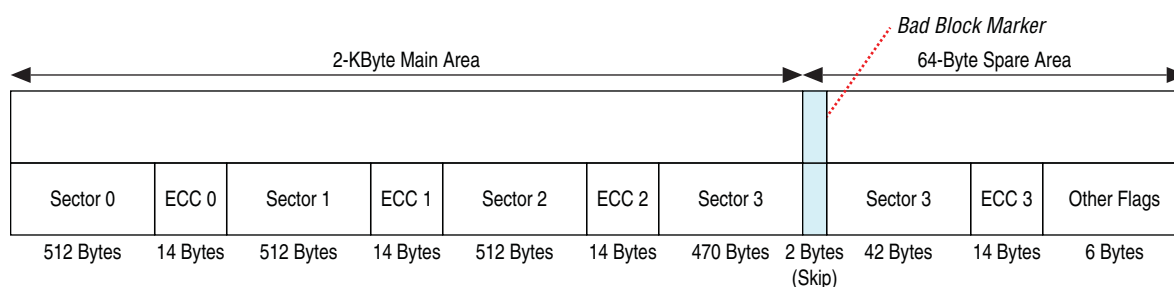 Bad Block Marker
2-KByte Main Area 64-Byte Spare Area
Sector 0 ECC 0 Sector 1 ECC 1 Sector 2 ECC 2 Sector 3 Sector 3 ECC 3 Other Flags
512 Bytes 14 Bytes 512 Bytes 14 Bytes 512 Bytes 14 Bytes 470 Bytes 2 Bytes 42 Bytes 14 Bytes 6 Bytes
(Skip)